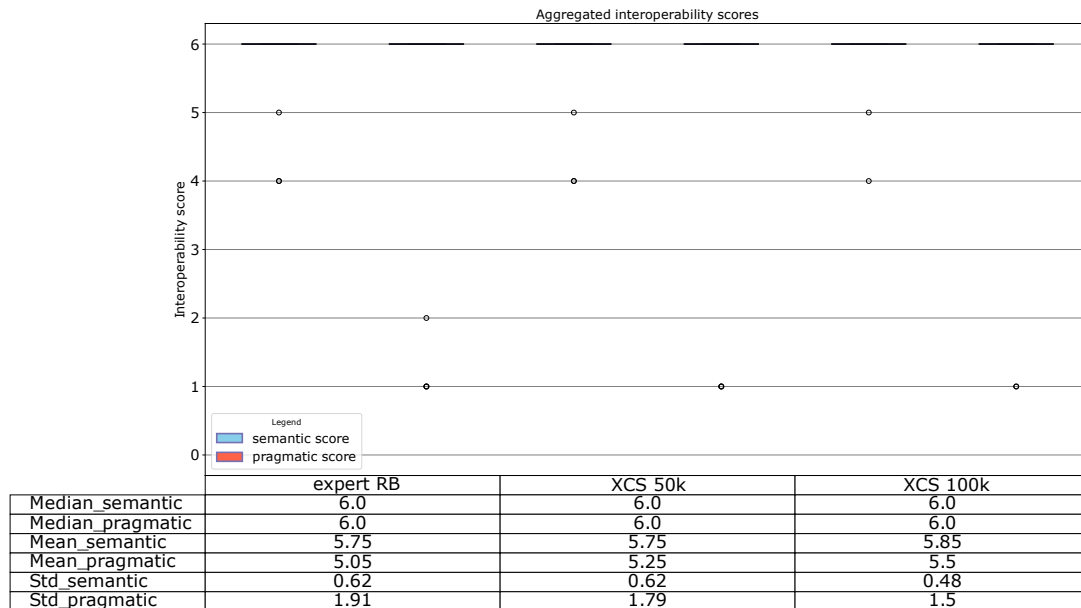 Aggregated interoperability scores
Interoperability score
6
5
4
3
2
1
0
Legend
semantic score
pragmatic score
expert RB XCS 50k XCS 100k
Median_semantic 6.0 6.0 6.0
Median_pragmatic 6.0 6.0 6.0
Mean_semantic 5.75 5.75 5.85
Mean_pragmatic 5.05 5.25 5.5
Std_semantic 0.62 0.62 0.48
Std_pragmatic 1.91 1.79 1.5